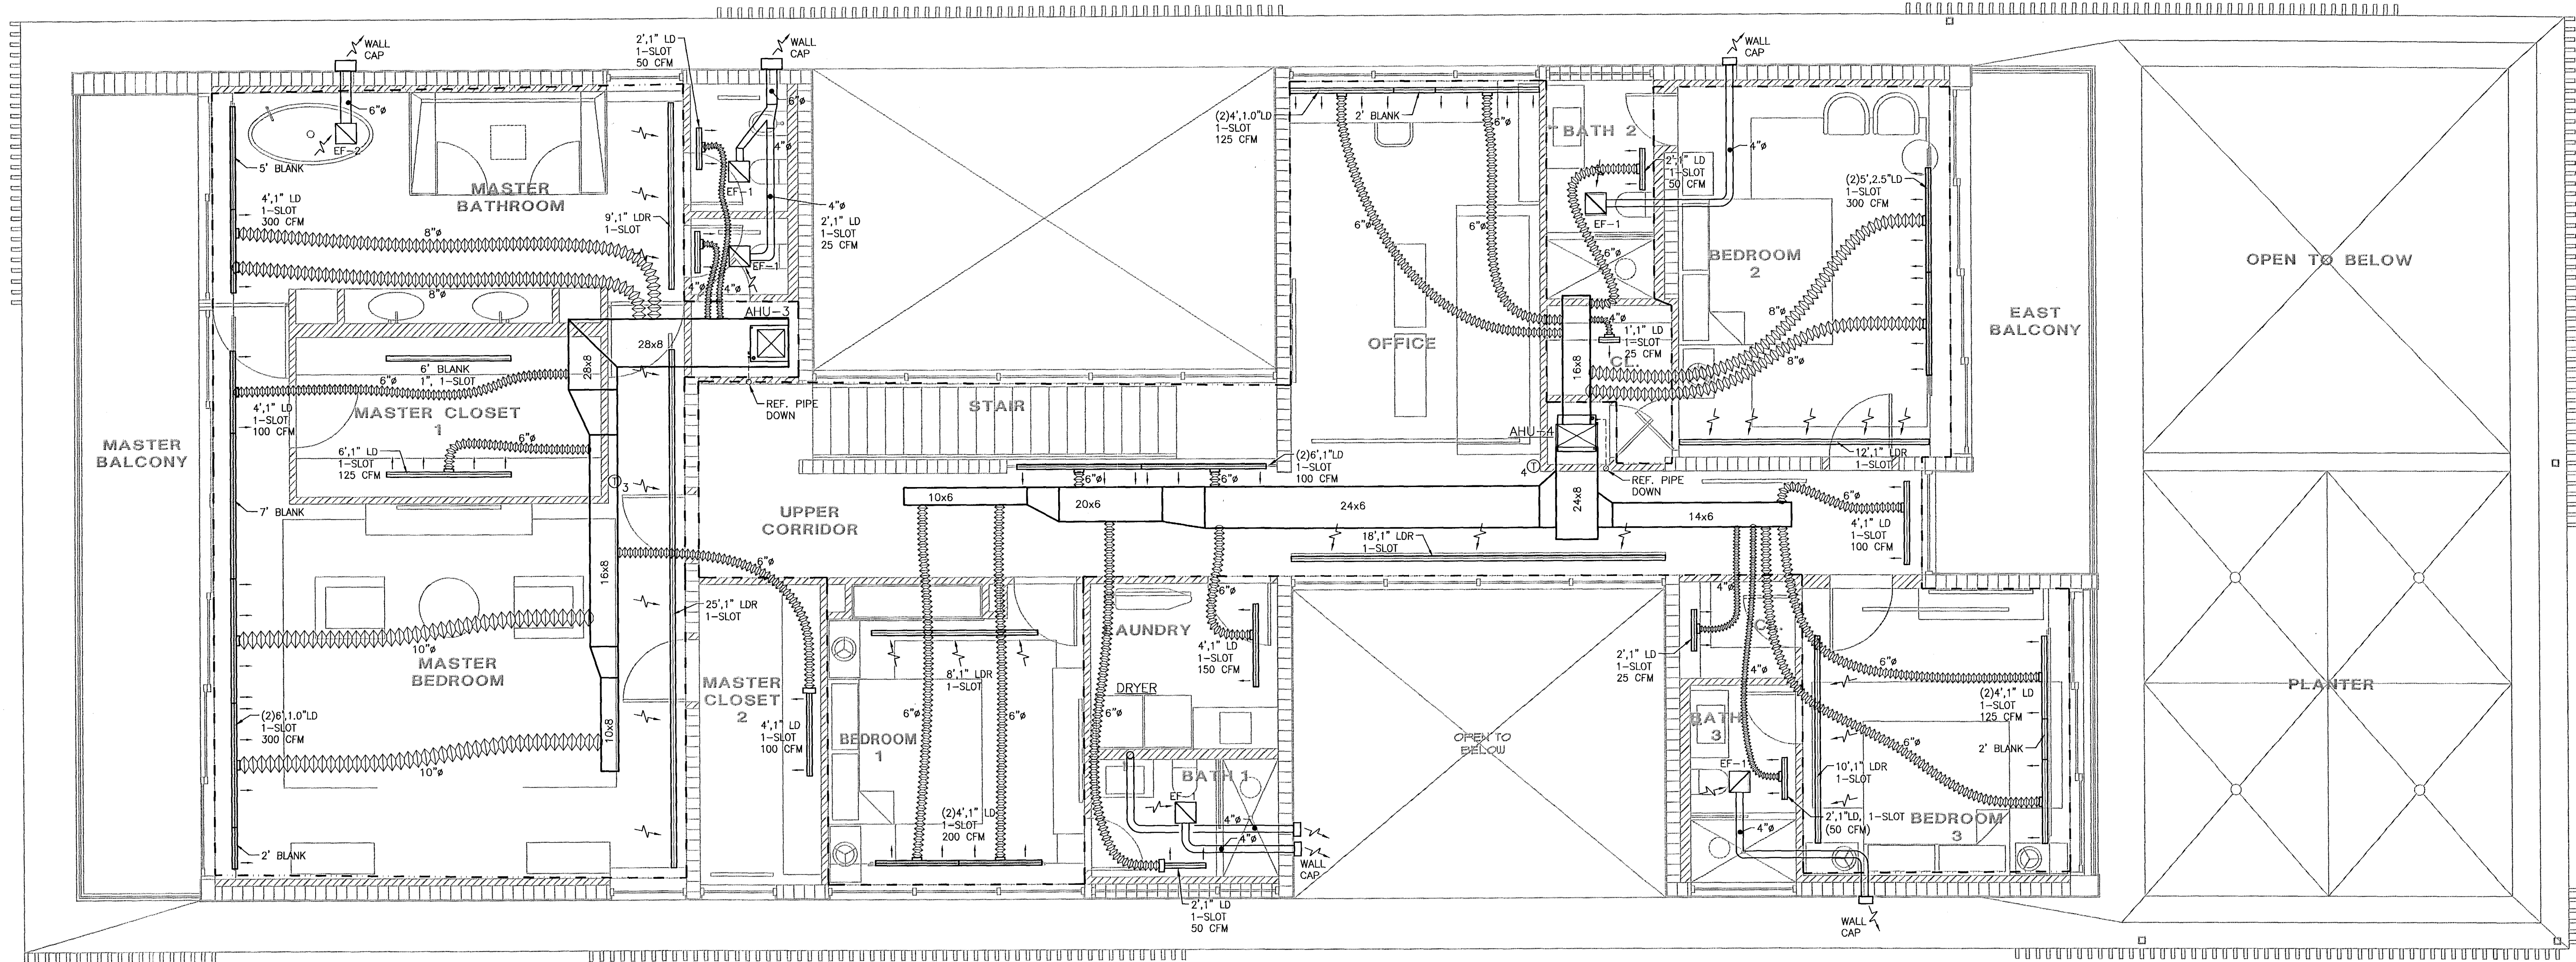 WALL
CAP
6"ø
EF-2
5' BLANK
4',1" LD
1-SLOT
300 CFM
MASTER
BATHROOM
9',1" LDR
1-SLOT
8"ø
8"ø
2',1" LD
1-SLOT
50 CFM
WALL
CAP
6"ø
4"ø
EF-1
4"ø
2',1" LD
1-SLOT
25 CFM
EF-1
4"ø
4"ø
AHU-3
28x8
28x8
REF. PIPE
DOWN
6' BLANK
1", 1-SLOT
6"ø
4',1" LD
1-SLOT
100 CFM
MASTER CLOSET
1
6"ø
6',1" LD
1-SLOT
125 CFM
T 3
MASTER
BALCONY
7' BLANK
16x8
6"ø
25',1" LDR
1-SLOT
10"ø
MASTER
BEDROOM
10x8
(2)6',1.0"LD
1-SLOT
300 CFM
10"ø
2' BLANK
STAIR
UPPER
CORRIDOR
(2)6',1"LD
1-SLOT
100 CFM
6"ø
6"ø
10x6
20x6
24x6
24x8
14x6
18',1" LDR
1-SLOT
MASTER
CLOSET
2
4',1" LD
1-SLOT
100 CFM
8',1" LDR
1-SLOT
6"ø
6"ø
BEDROOM
1
(2)4',1" LD
1-SLOT
200 CFM
AUNDRY
6"ø
4',1" LD
1-SLOT
150 CFM
DRYER
6"ø
BATH 1
EF-1
4"ø
4"ø
WALL
CAP
2',1" LD
1-SLOT
50 CFM
OPEN TO
BELOW
(2)4',1.0"LD
1-SLOT
125 CFM
2' BLANK
6"ø
6"ø
6"ø
6"ø
OFFICE
BATH 2
2',1" LD
1-SLOT
50 CFM
EF-1
6"ø
WALL
CAP
4"ø
4"ø
1',1" LD
1-SLOT
25 CFM
CL.
16x8
AHU-4
T 4
REF. PIPE
DOWN
(2)5',2.5"LD
1-SLOT
300 CFM
BEDROOM
2
8"ø
8"ø
12',1" LDR
1-SLOT
EAST
BALCONY
6"ø
4',1" LD
1-SLOT
100 CFM
4"ø
2',1" LD
1-SLOT
25 CFM
4"ø
BATH
3
EF-1
4"ø
2',1"LD, 1-SLOT
(50 CFM)
WALL
CAP
10',1" LDR
1-SLOT
6"ø
(2)4',1" LD
1-SLOT
125 CFM
6"ø
2' BLANK
BEDROOM
3
OPEN TO BELOW
PLANTER